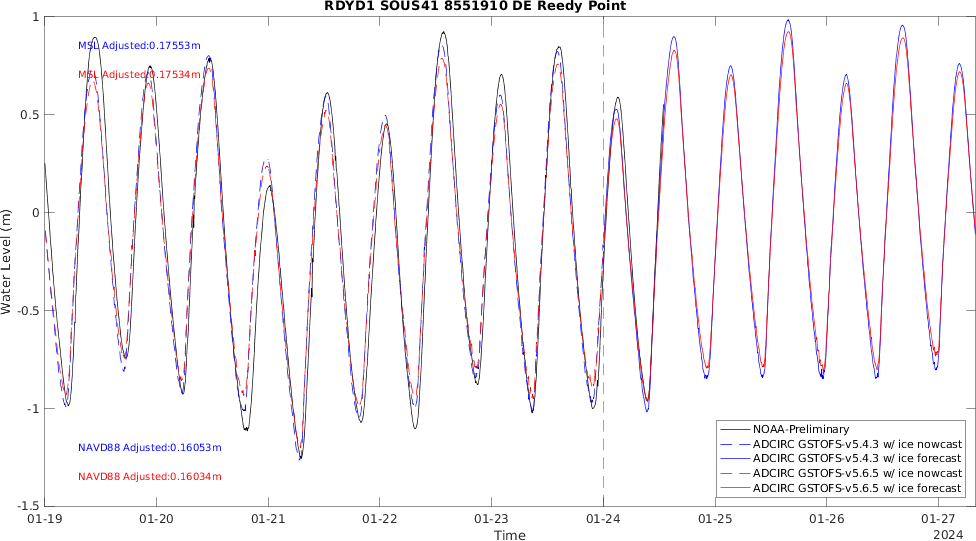 RDYD1 SOUS41 8551910 DE Reedy Point
MSL Adjusted:0.17553m
MSL Adjusted:0.17534m
NAVD88 Adjusted:0.16053m
NAVD88 Adjusted:0.16034m
Water Level (m)
1
0.5
0
-0.5
-1
-1.5
NOAA-Preliminary
ADCIRC GSTOFS-v5.4.3 w/ ice nowcast
ADCIRC GSTOFS-v5.4.3 w/ ice forecast
ADCIRC GSTOFS-v5.6.5 w/ ice nowcast
ADCIRC GSTOFS-v5.6.5 w/ ice forecast
01-19 01-20 01-21 01-22 01-23 01-24 01-25 01-26 01-27
Time
2024